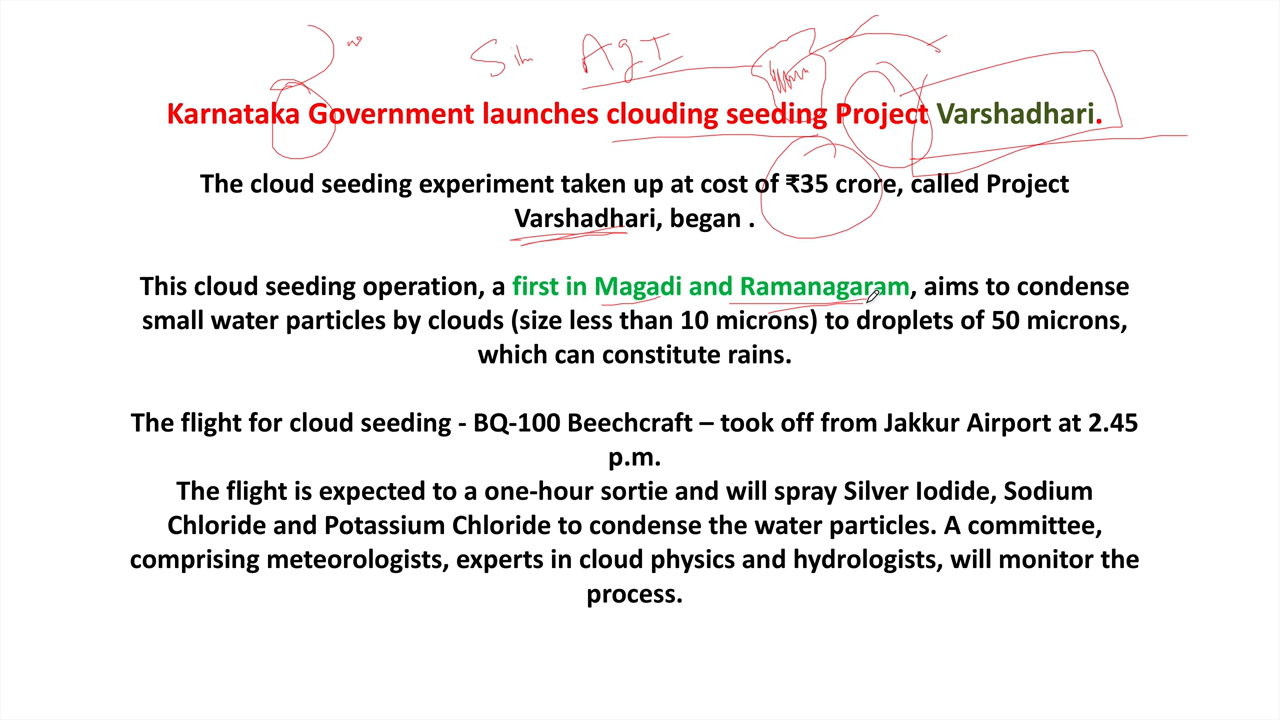 AgI
Karnataka Government launches clouding seeding Project Varshadhari.
The cloud seeding experiment taken up at cost of ₹35 crore, called Project
Varshadhari, began .
This cloud seeding operation, a first in Magadi and Ramanagaram, aims to condense
small water particles by clouds (size less than 10 microns) to droplets of 50 microns,
which can constitute rains.
The flight for cloud seeding - BQ-100 Beechcraft – took off from Jakkur Airport at 2.45
p.m.
The flight is expected to a one-hour sortie and will spray Silver Iodide, Sodium
Chloride and Potassium Chloride to condense the water particles. A committee,
comprising meteorologists, experts in cloud physics and hydrologists, will monitor the
process.